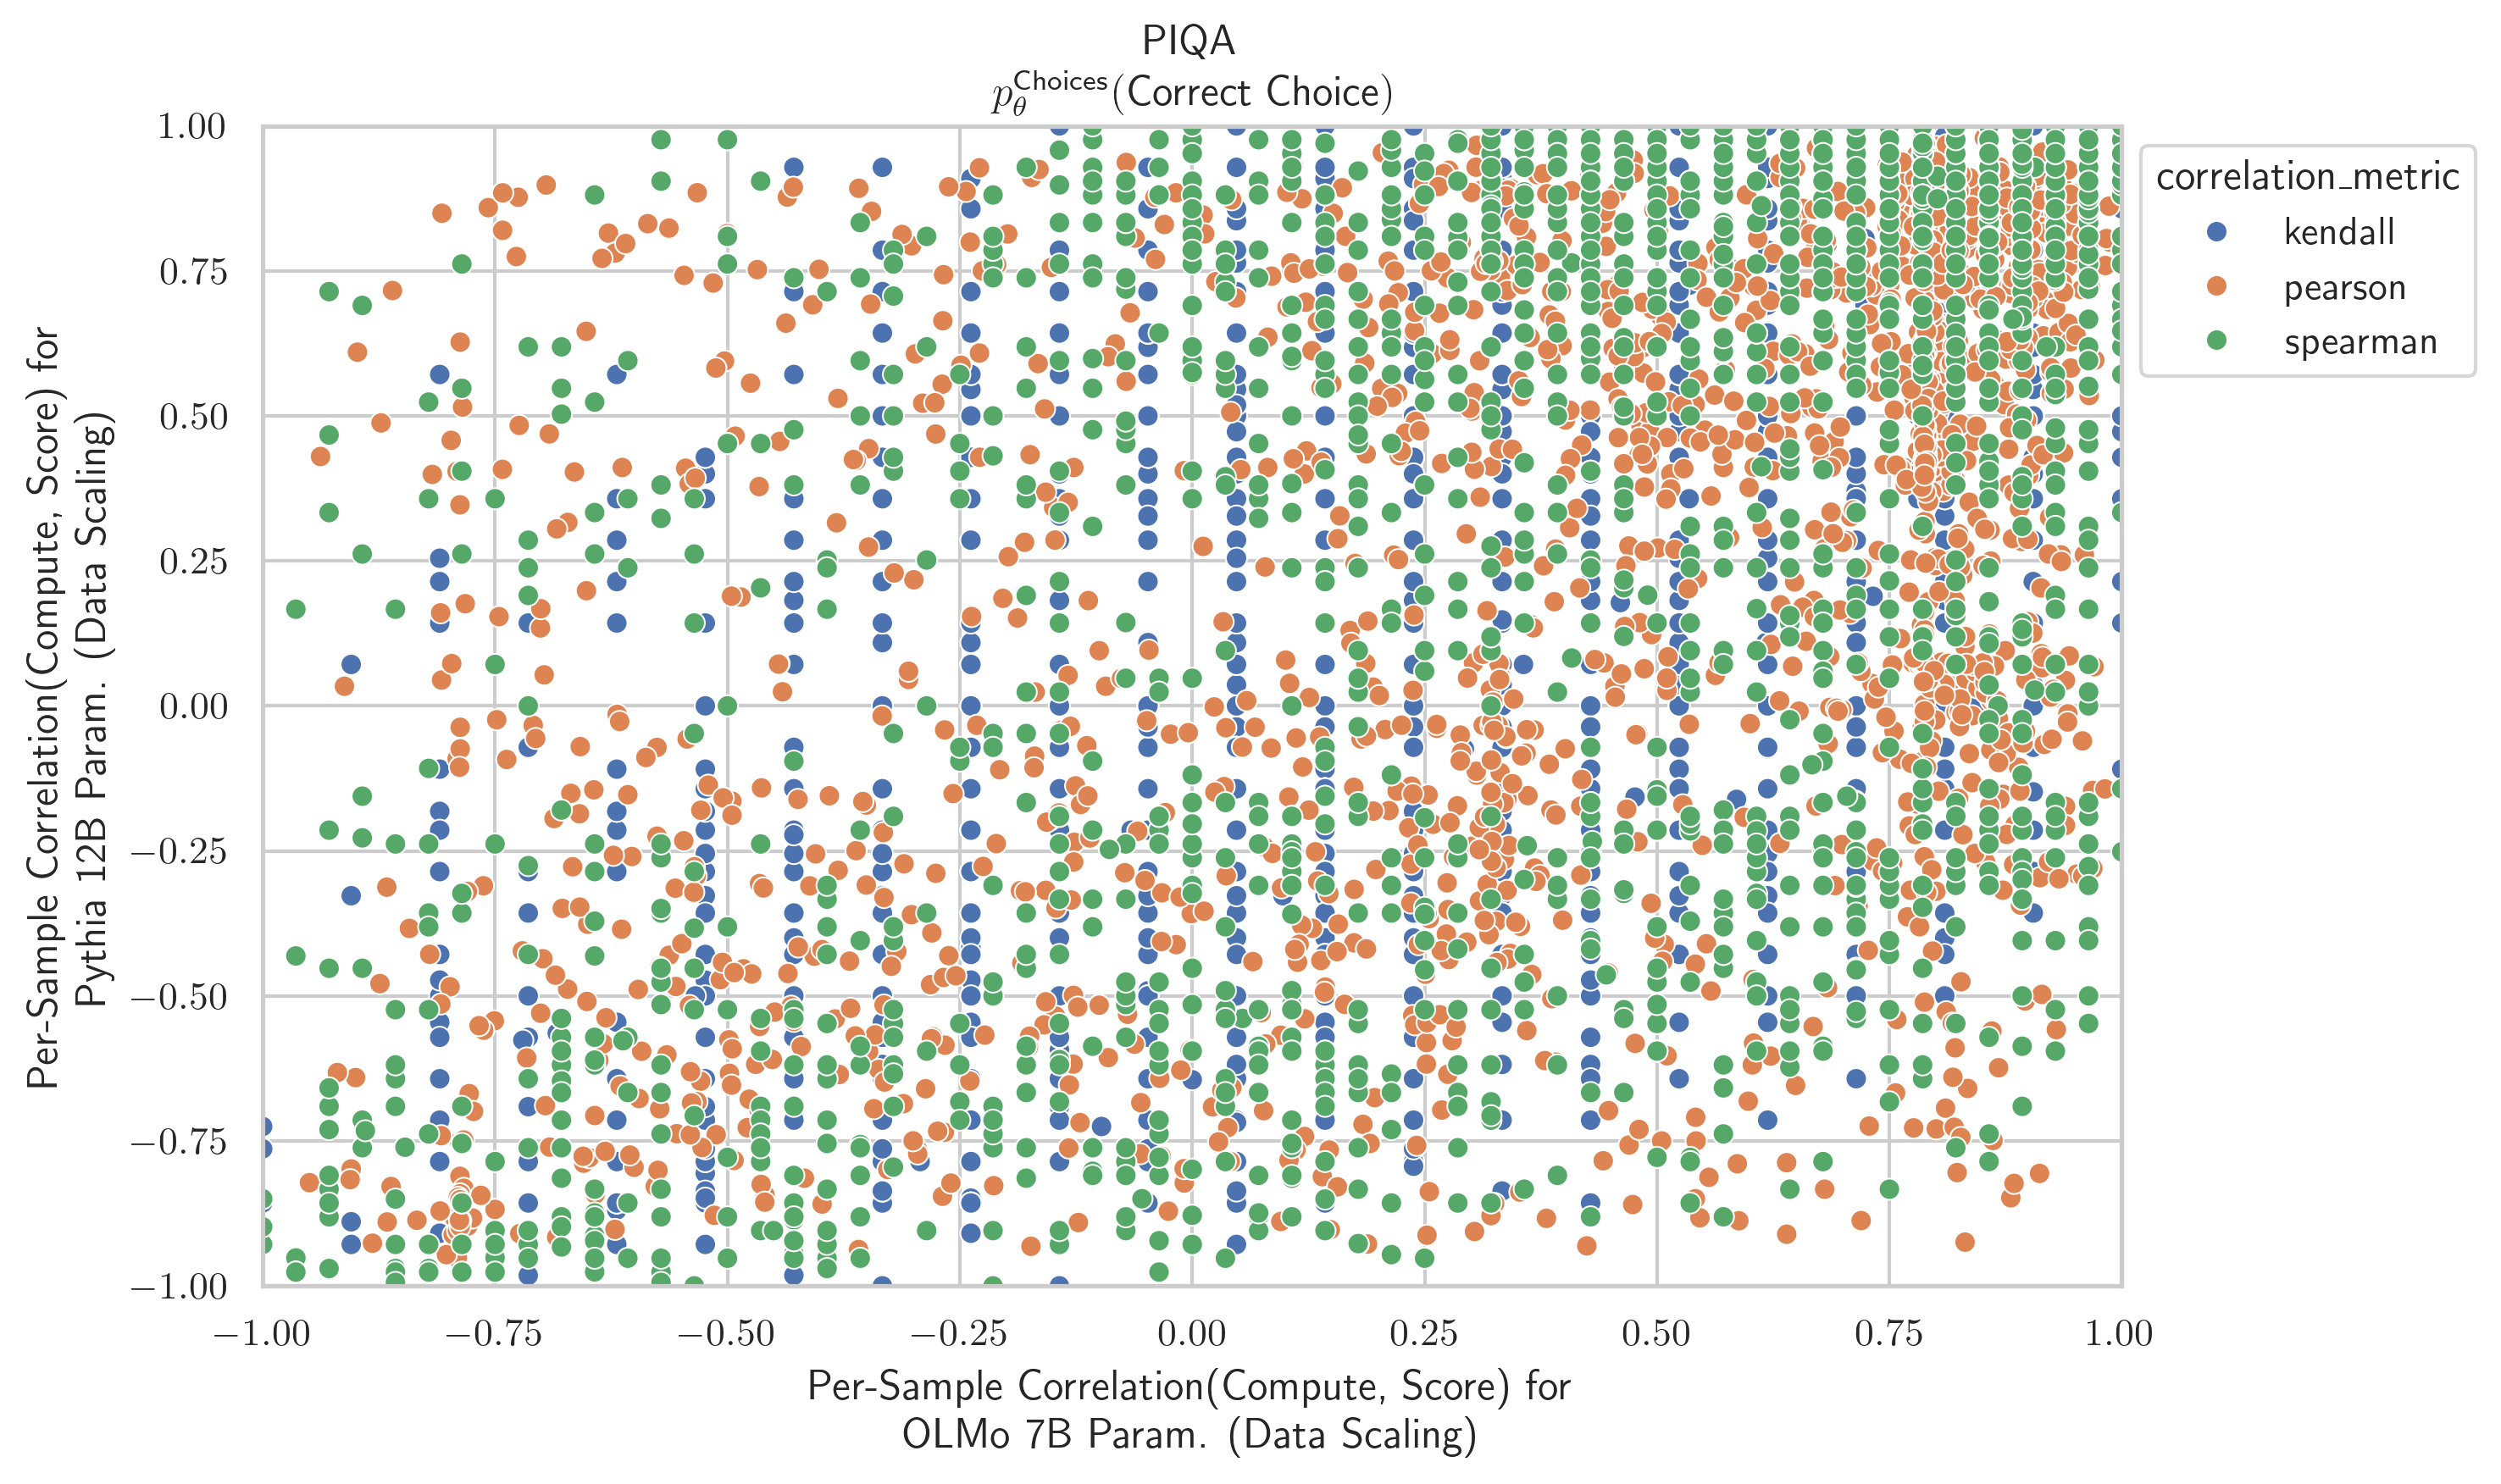 PIQA
p_θ^Choices(Correct Choice)
Per-Sample Correlation(Compute, Score) for
Pythia 12B Param. (Data Scaling)
1.00
0.75
0.50
0.25
0.00
−0.25
−0.50
−0.75
−1.00
−1.00 −0.75 −0.50 −0.25 0.00 0.25 0.50 0.75 1.00
Per-Sample Correlation(Compute, Score) for
OLMo 7B Param. (Data Scaling)
correlation_metric
kendall
pearson
spearman